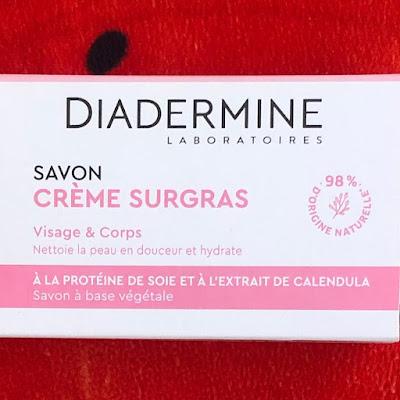 DIADERMINE
LABORATOIRES
SAVON
CRÈME SURGRAS
Visage & Corps
Nettoie la peau en douceur et hydrate
98%
D'ORIGINE NATURELLE
À LA PROTÉINE DE SOIE ET À L'EXTRAIT DE CALENDULA
Savon à base végétale